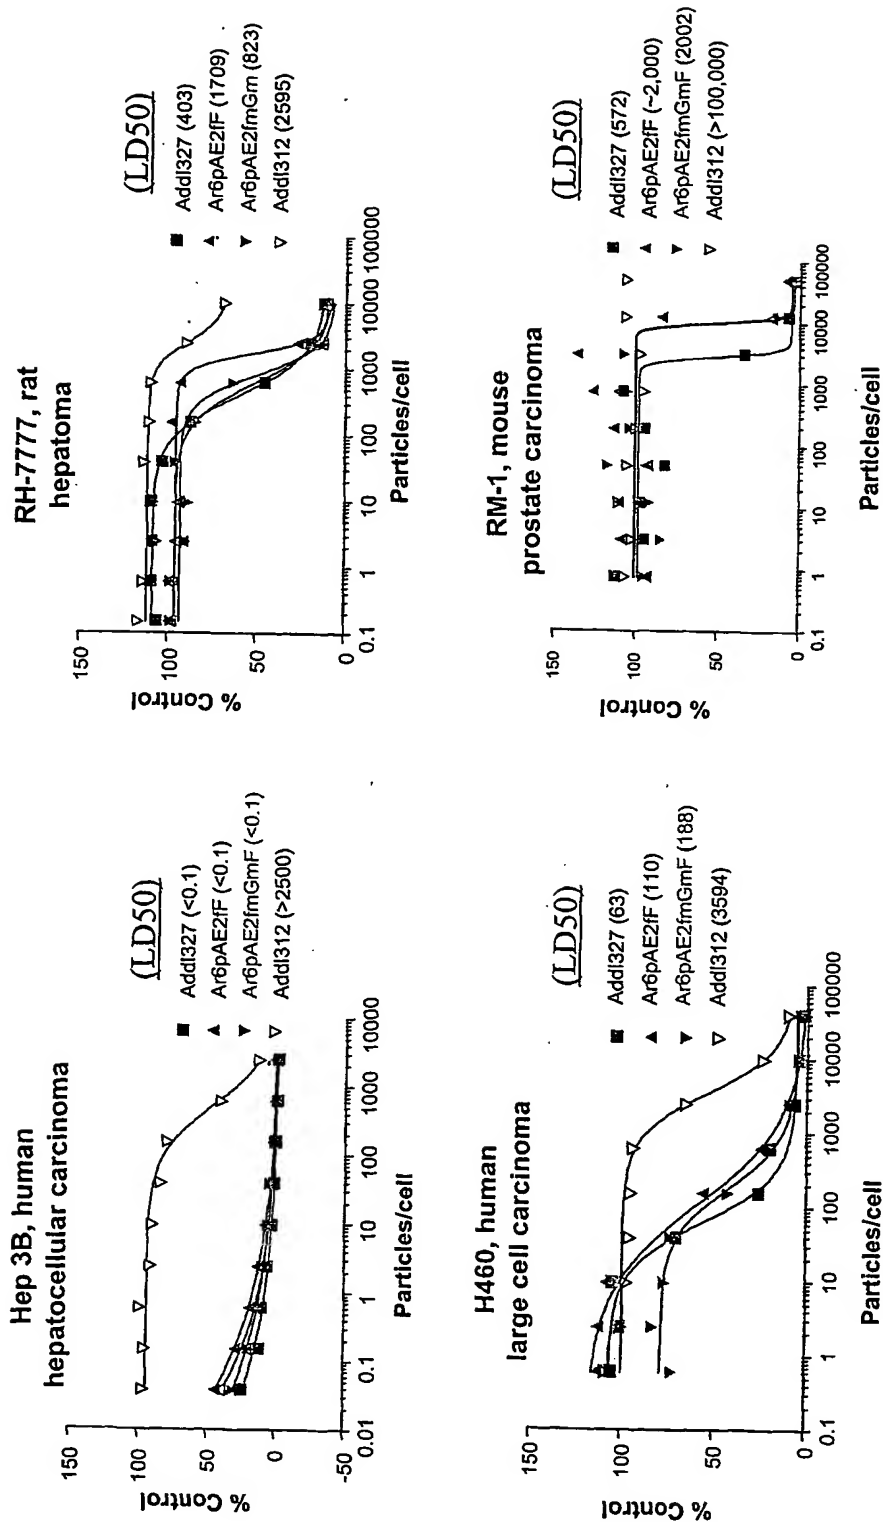 Hep 3B, human
hepatocellular carcinoma
150
100
50
0
-50
% Control
0.01
0.1
1
10
100
1000
10000
Particles/cell
(LD50)
Addl327 (<0.1)
Ar6pAE2fF (<0.1)
Ar6pAE2fmGmF (<0.1)
Addl312 (>2500)
RH-7777, rat
hepatoma
150
100
50
0
% Control
0.1
1
10
100
1000
10000
100000
Particles/cell
(LD50)
Addl327 (403)
Ar6pAE2fF (1709)
Ar6pAE2fmGm (823)
Addl312 (2595)
H460, human
large cell carcinoma
150
100
50
0
% Control
0.1
1
10
100
1000
10000
100000
Particles/cell
(LD50)
Addl327 (63)
Ar6pAE2fF (110)
Ar6pAE2fmGmF (188)
Addl312 (3594)
RM-1, mouse
prostate carcinoma
150
100
50
0
% Control
0.1
1
10
100
1000
10000
100000
Particles/cell
(LD50)
Addl327 (572)
Ar6pAE2fF (~2,000)
Ar6pAE2fmGmF (2002)
Addl312 (>100,000)